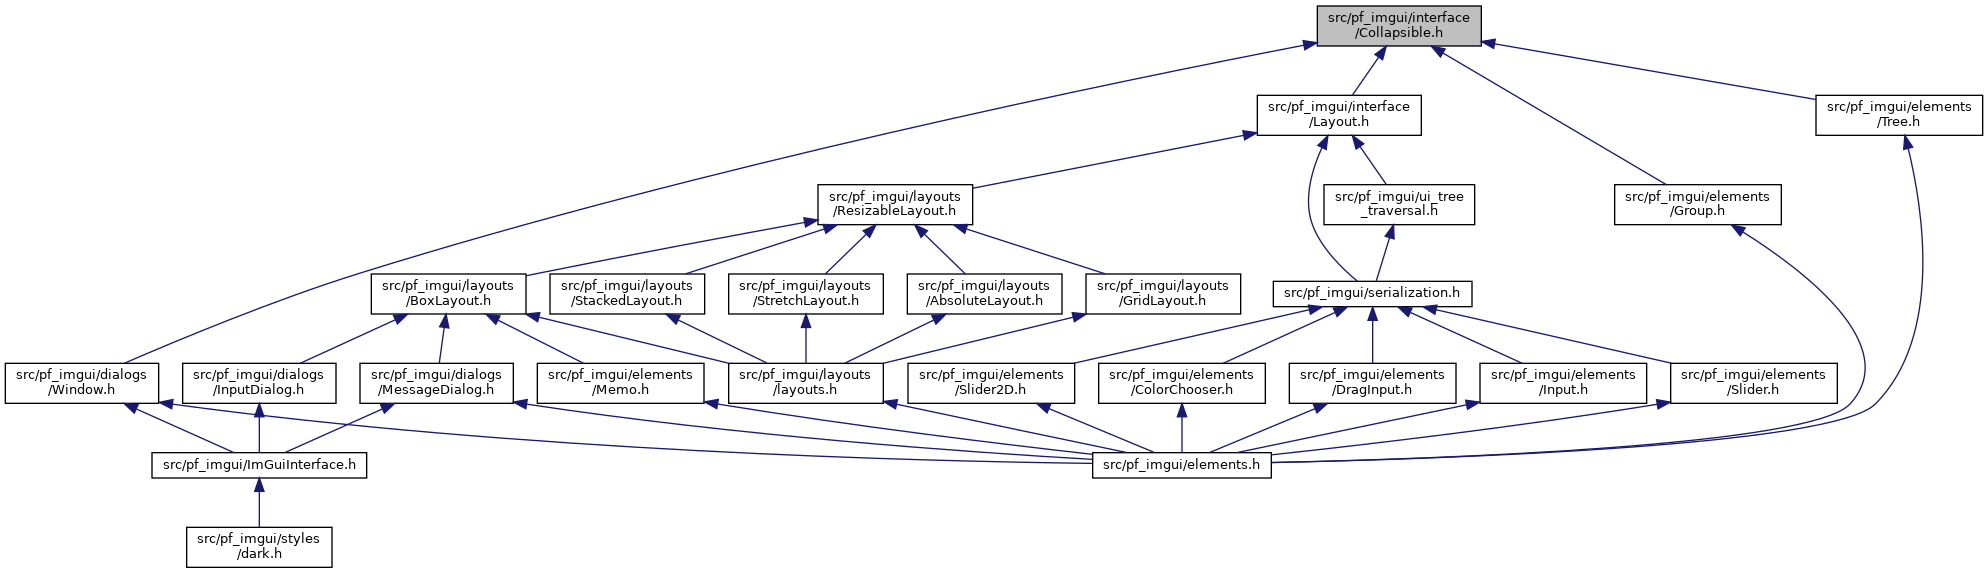 src/pf_imgui/interface
/Collapsible.h
src/pf_imgui/interface
/Layout.h
src/pf_imgui/elements
/Tree.h
src/pf_imgui/layouts
/ResizableLayout.h
src/pf_imgui/ui_tree
_traversal.h
src/pf_imgui/elements
/Group.h
src/pf_imgui/layouts
/BoxLayout.h
src/pf_imgui/layouts
/StackedLayout.h
src/pf_imgui/layouts
/StretchLayout.h
src/pf_imgui/layouts
/AbsoluteLayout.h
src/pf_imgui/layouts
/GridLayout.h
src/pf_imgui/serialization.h
src/pf_imgui/dialogs
/Window.h
src/pf_imgui/dialogs
/InputDialog.h
src/pf_imgui/dialogs
/MessageDialog.h
src/pf_imgui/elements
/Memo.h
src/pf_imgui/layouts
/layouts.h
src/pf_imgui/elements
/Slider2D.h
src/pf_imgui/elements
/ColorChooser.h
src/pf_imgui/elements
/DragInput.h
src/pf_imgui/elements
/Input.h
src/pf_imgui/elements
/Slider.h
src/pf_imgui/ImGuiInterface.h
src/pf_imgui/elements.h
src/pf_imgui/styles
/dark.h